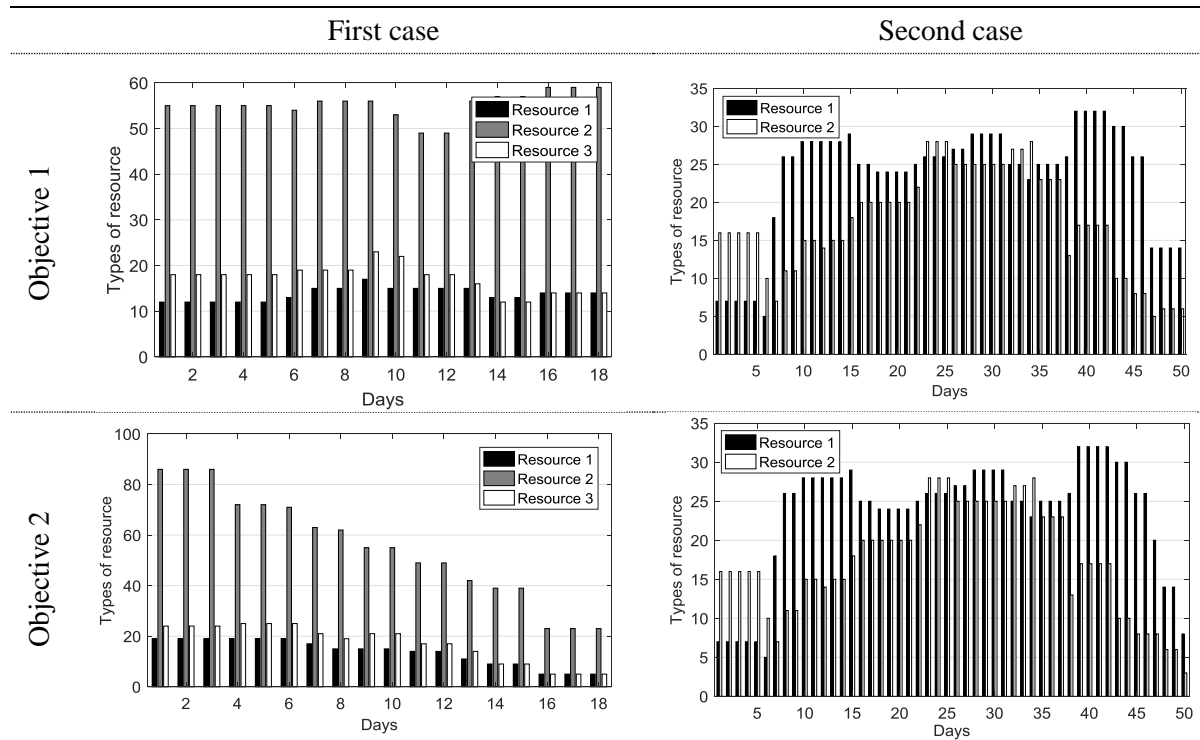 First case
Second case
Objective 1
Types of resource
60
50
40
30
20
10
0
Resource 1
Resource 2
Resource 3
2 4 6 8 10 12 14 16 18
Days
Types of resource
35
30
25
20
15
10
5
0
Resource 1
Resource 2
5 10 15 20 25 30 35 40 45 50
Days
Objective 2
Types of resource
100
80
60
40
20
0
Resource 1
Resource 2
Resource 3
2 4 6 8 10 12 14 16 18
Days
Types of resource
35
30
25
20
15
10
5
0
Resource 1
Resource 2
5 10 15 20 25 30 35 40 45 50
Days